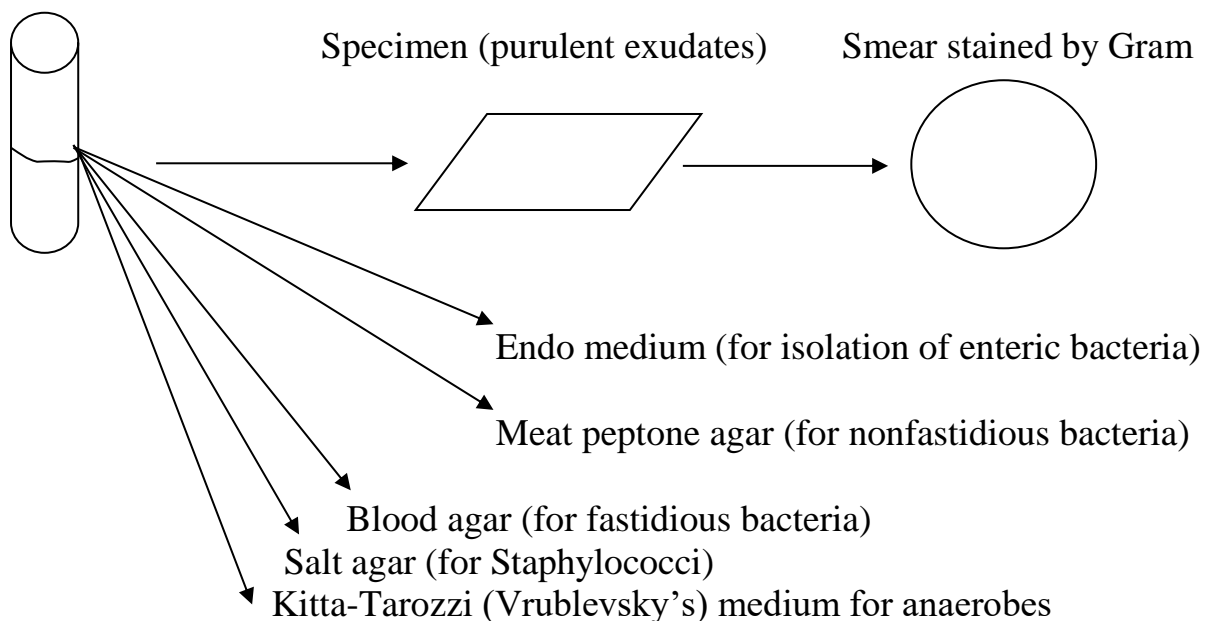 Specimen (purulent exudates) Smear stained by Gram
Endo medium (for isolation of enteric bacteria)
Meat peptone agar (for nonfastidious bacteria)
Blood agar (for fastidious bacteria)
Salt agar (for Staphylococci)
Kitta-Tarozzi (Vrublevsky's) medium for anaerobes